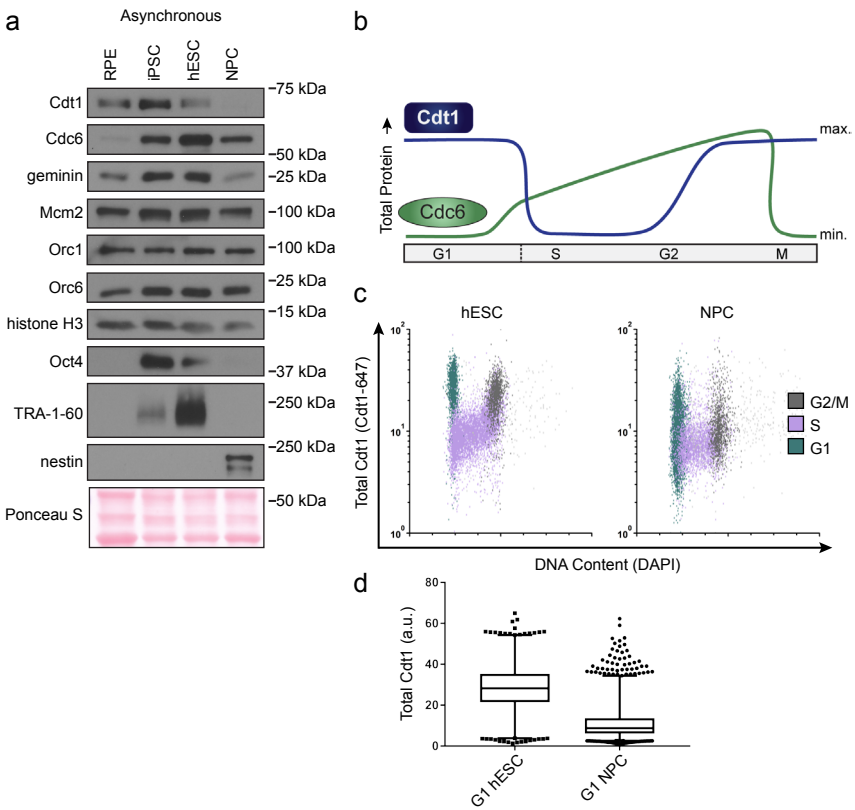 a
Asynchronous
RPE
iPSC
hESC
NPC
Cdt1
75 kDa
Cdc6
50 kDa
geminin
25 kDa
Mcm2
100 kDa
Orc1
100 kDa
Orc6
25 kDa
histone H3
15 kDa
Oct4
37 kDa
TRA-1-60
250 kDa
nestin
250 kDa
Ponceau S
50 kDa
b
Total Protein
Cdt1
Cdc6
max.
min.
G1
S
G2
M
c
hESC
NPC
Total Cdt1 (Cdt1-647)
10²
10¹
10⁰
10²
10¹
10⁰
G2/M
S
G1
DNA Content (DAPI)
d
Total Cdt1 (a.u.)
80
60
40
20
0
G1 hESC
G1 NPC